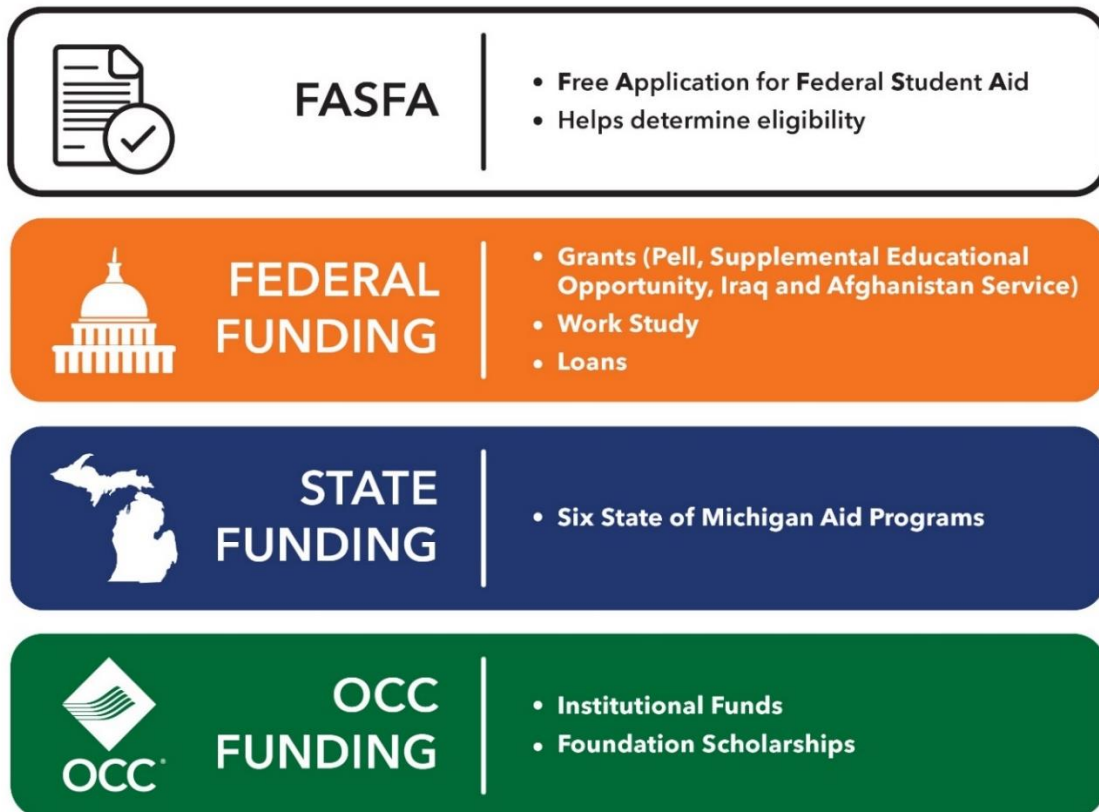 FASFA
• Free Application for Federal Student Aid
• Helps determine eligibility
FEDERAL
FUNDING
• Grants (Pell, Supplemental Educational
Opportunity, Iraq and Afghanistan Service)
• Work Study
• Loans
STATE
FUNDING
• Six State of Michigan Aid Programs
OCC
OCC
FUNDING
• Institutional Funds
• Foundation Scholarships